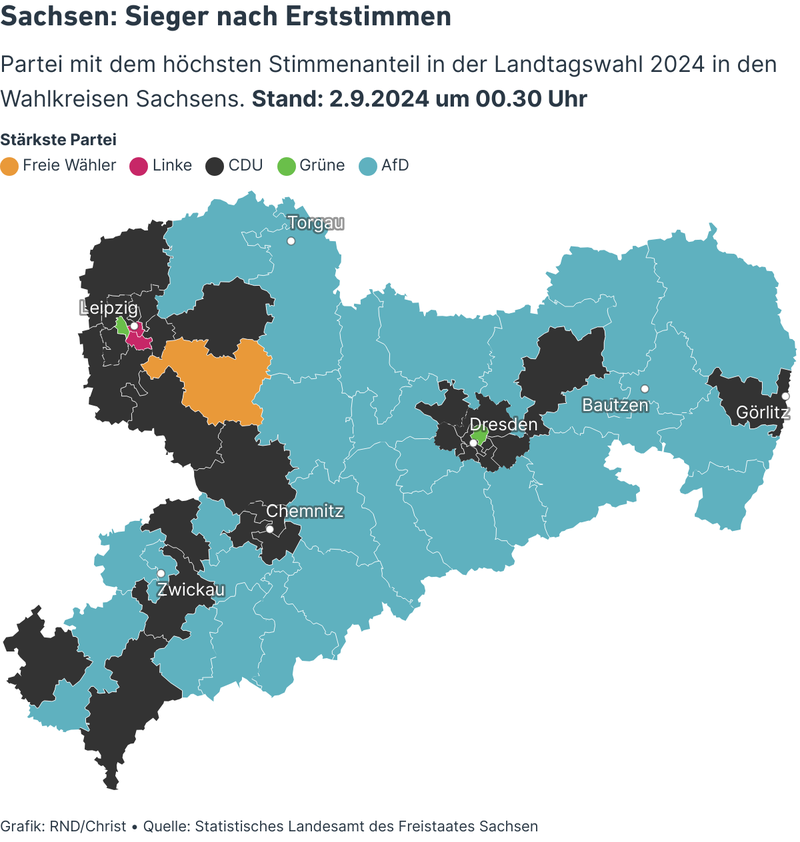 Sachsen: Sieger nach Erststimmen
Partei mit dem höchsten Stimmenanteil in der Landtagswahl 2024 in den
Wahlkreisen Sachsens. Stand: 2.9.2024 um 00.30 Uhr
Stärkste Partei
Freie Wähler Linke CDU Grüne AfD
Torgau
Leipzig
Bautzen
Görlitz
Dresden
Chemnitz
Zwickau
Grafik: RND/Christ • Quelle: Statistisches Landesamt des Freistaates Sachsen